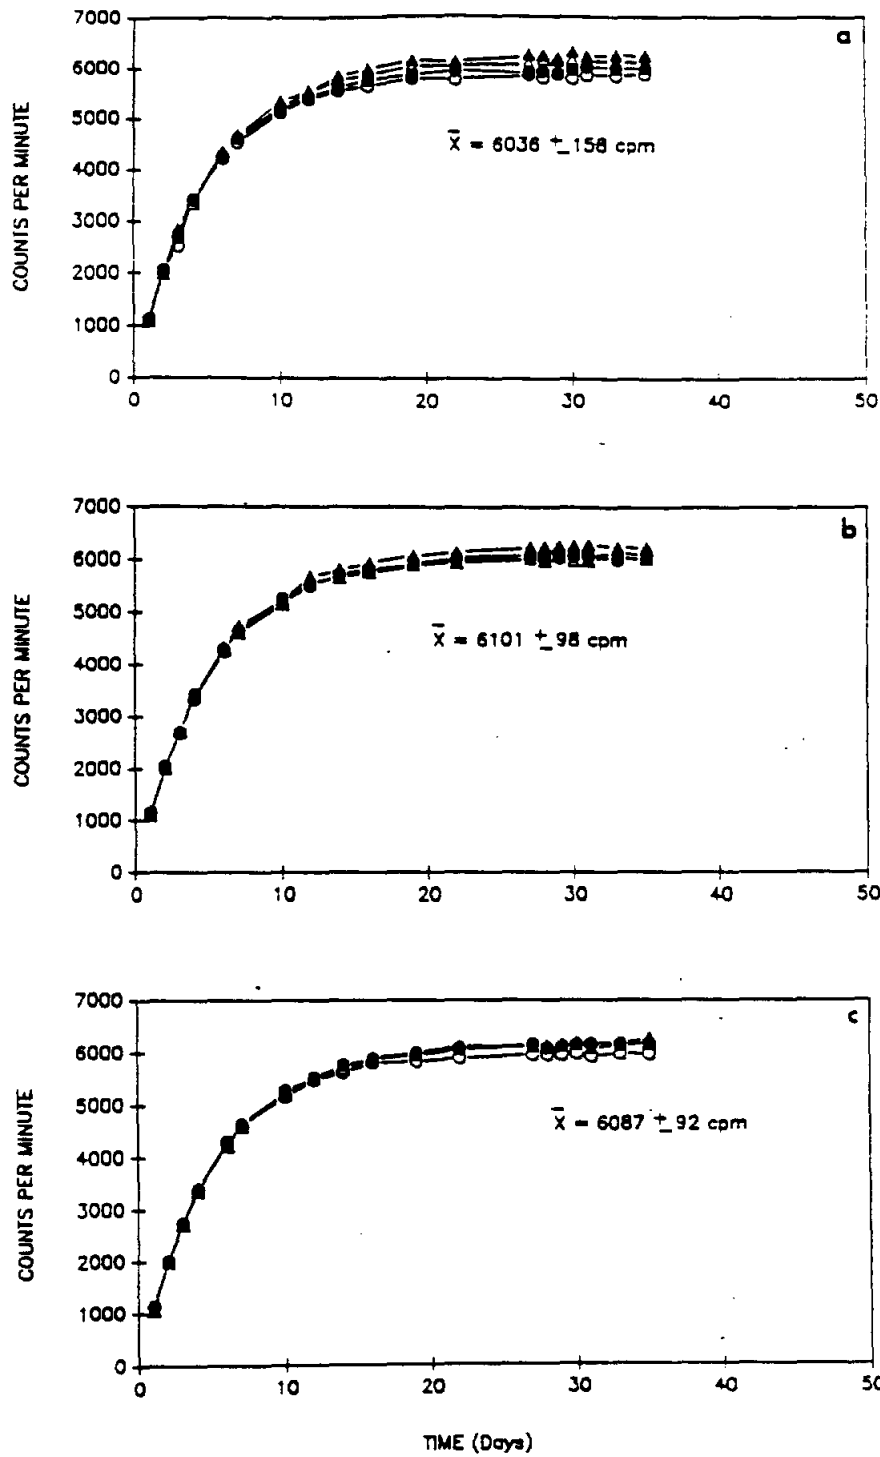 a
7000
6000
5000
4000
3000
2000
1000
0
COUNTS PER MINUTE
x̄ = 6036 ± 158 cpm
0 10 20 30 40 50
b
7000
6000
5000
4000
3000
2000
1000
0
COUNTS PER MINUTE
x̄ = 6101 ± 98 cpm
0 10 20 30 40 50
c
7000
6000
5000
4000
3000
2000
1000
0
COUNTS PER MINUTE
x̄ = 6087 ± 92 cpm
0 10 20 30 40 50
TIME (Days)